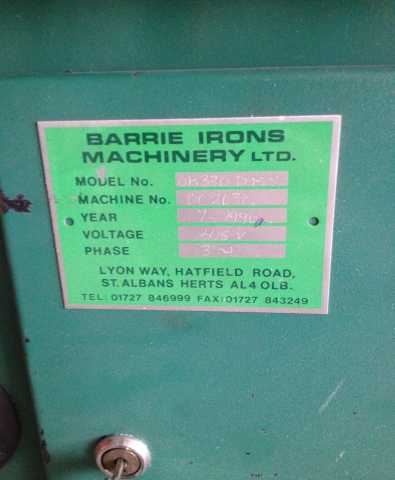 BARRIE IRONS
MACHINERY LTD.
MODEL No.
MACHINE No.
YEAR
VOLTAGE
PHASE
LYON WAY, HATFIELD ROAD,
ST. ALBANS HERTS AL4 OLB.
TEL: 01727 846999 FAX: 01727 843249